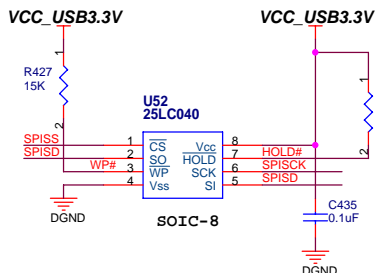 VCC_USB3.3V
VCC_USB3.3V
1
R427
15K
2
U52
25LC040
1
SPISS
1
CS
Vcc
8
SPISD
2
SO
HOLD
7
HOLD#
2
WP#
3
WP
SCK
6
SPISCK
4
Vss
SI
5
SPISD
DGND
SOIC-8
C435
0.1uF
DGND